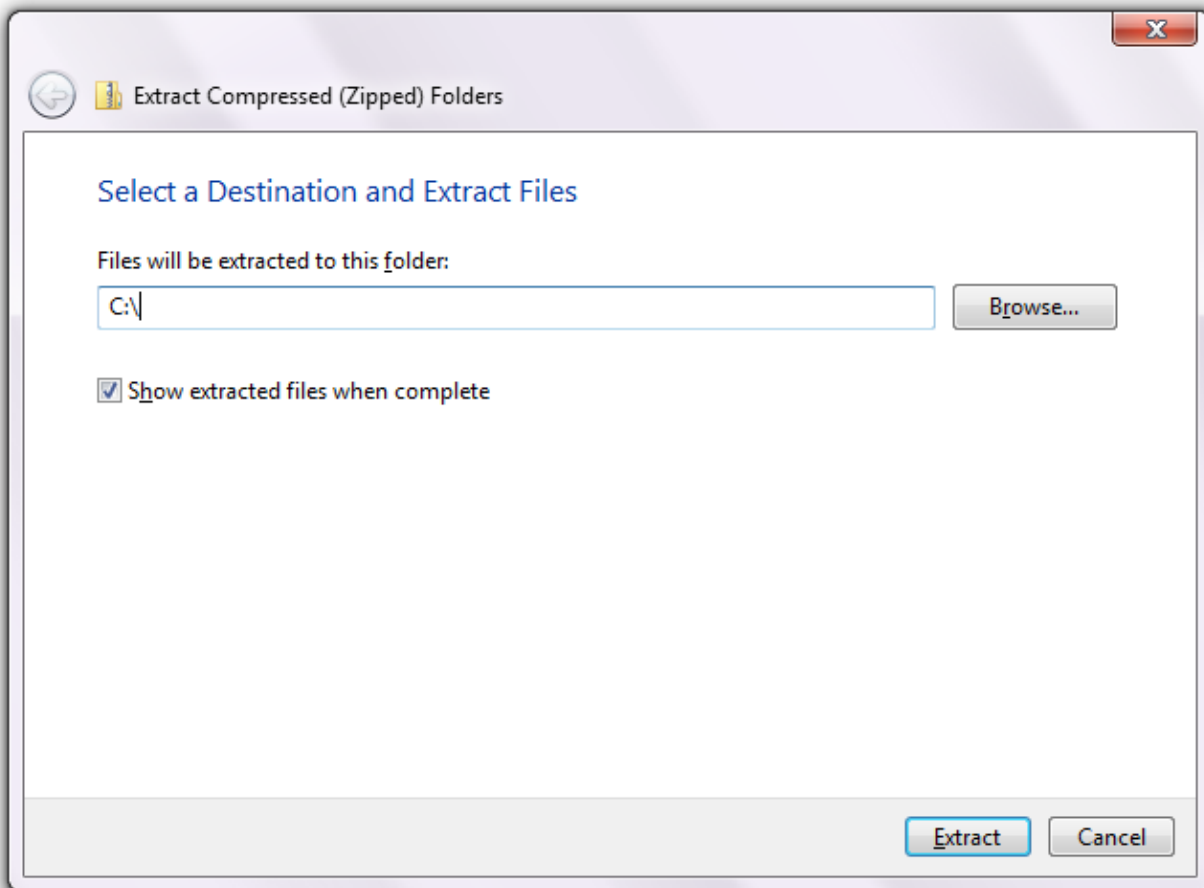 Extract Compressed (Zipped) Folders
Select a Destination and Extract Files
Files will be extracted to this folder:
C:\
Browse...
Show extracted files when complete
Extract
Cancel